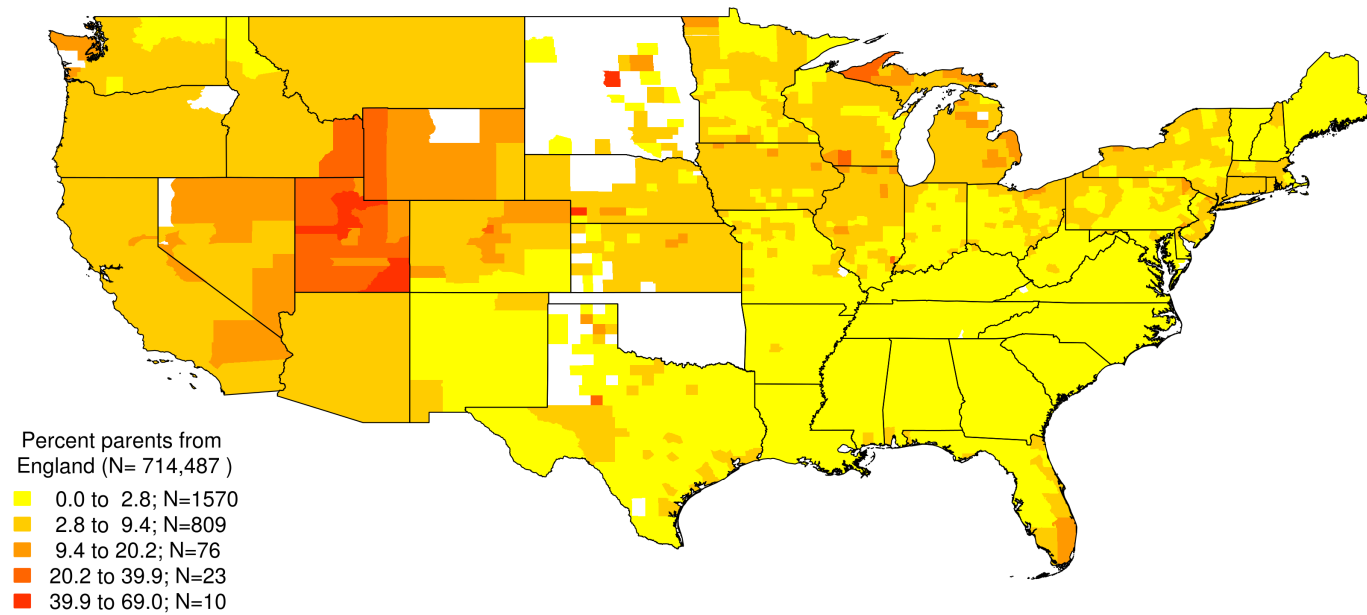 Percent parents from
England (N= 714,487 )
0.0 to 2.8; N=1570
2.8 to 9.4; N=809
9.4 to 20.2; N=76
20.2 to 39.9; N=23
39.9 to 69.0; N=10